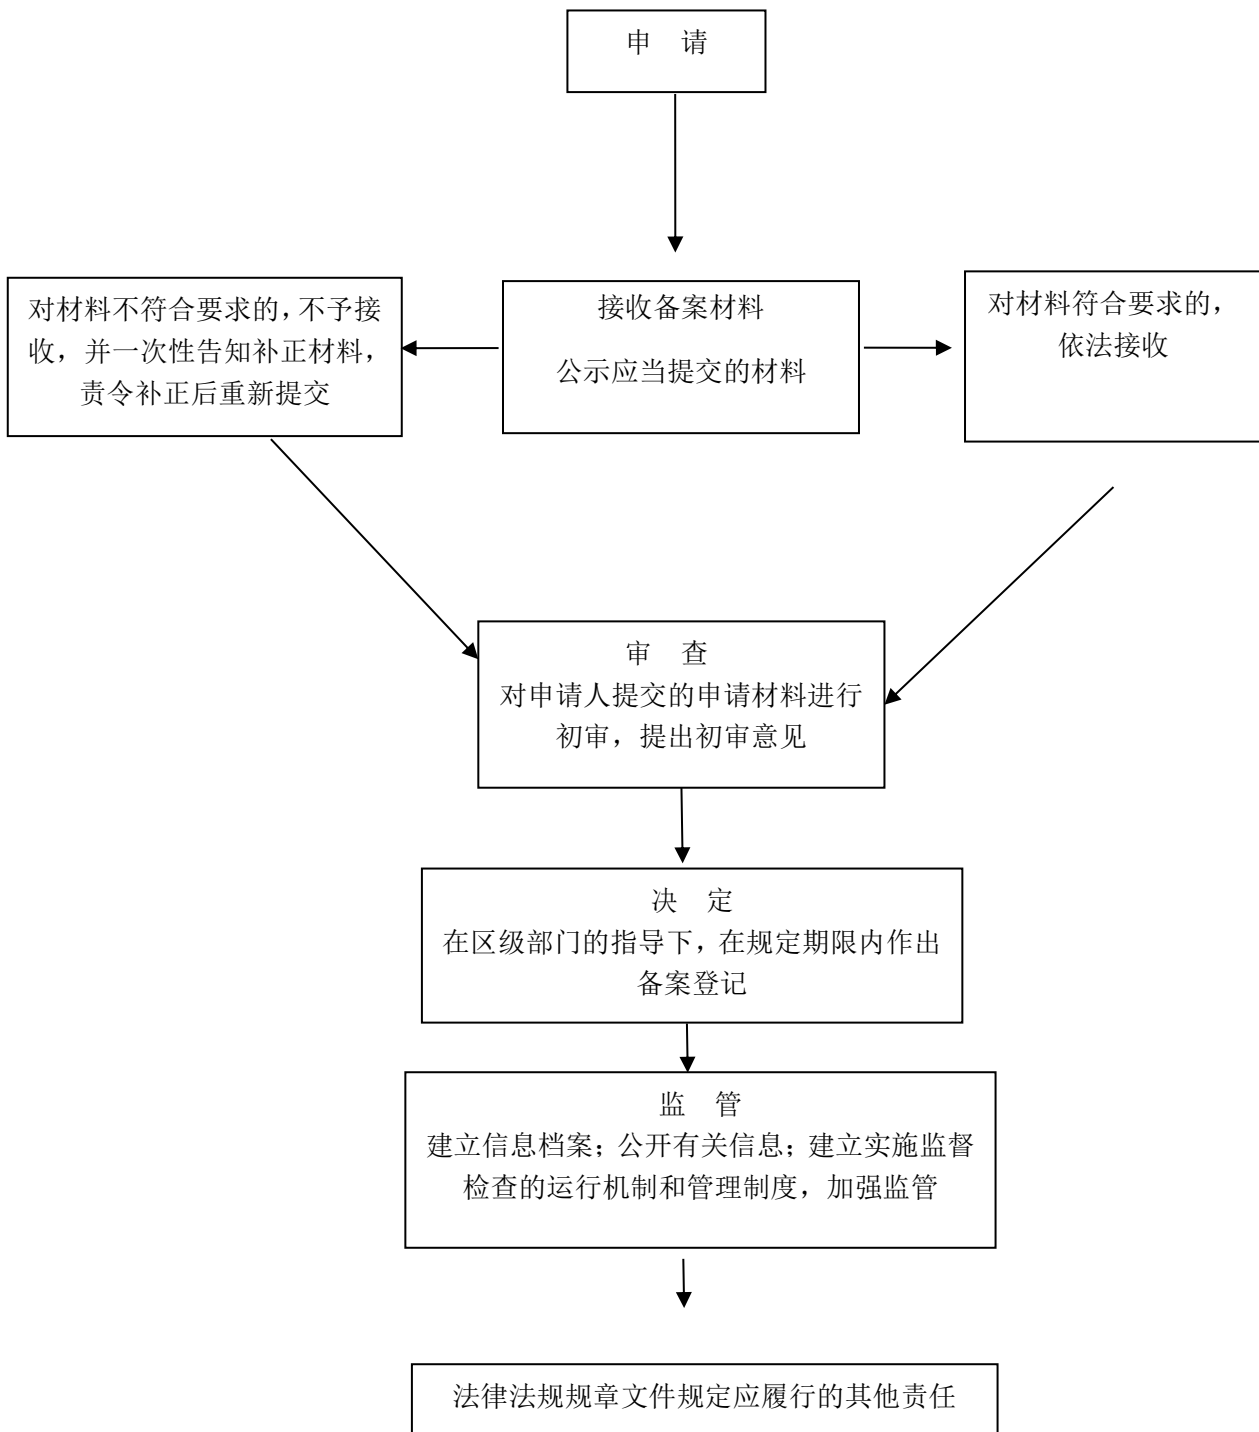 申 请
对材料不符合要求的，不予接
收，并一次性告知补正材料，
责令补正后重新提交
接收备案材料
公示应当提交的材料
对材料符合要求的，
依法接收
审 查
对申请人提交的申请材料进行
初审，提出初审意见
决 定
在区级部门的指导下，在规定期限内作出
备案登记
监 管
建立信息档案；公开有关信息；建立实施监督
检查的运行机制和管理制度，加强监管
法律法规规章文件规定应履行的其他责任